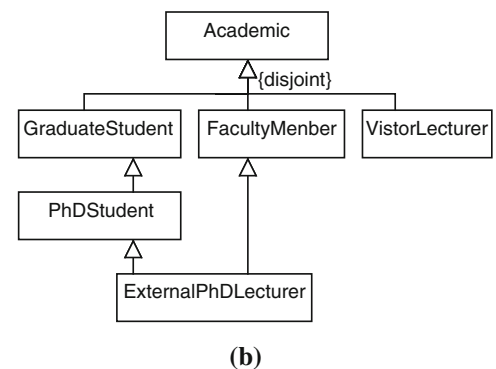 Academic
{disjoint}
GraduateStudent
FacultyMenber
VistorLecturer
PhDStudent
ExternalPhDLecturer
(b)